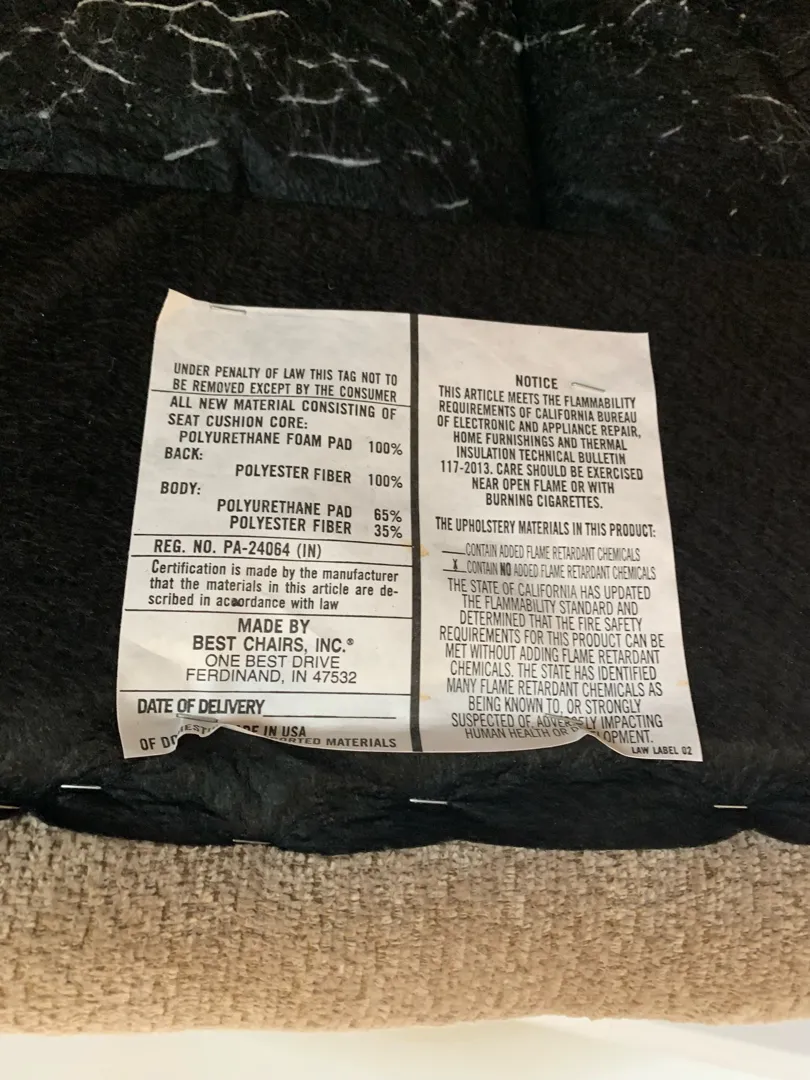 UNDER PENALTY OF LAW THIS TAG NOT TO
BE REMOVED EXCEPT BY THE CONSUMER
ALL NEW MATERIAL CONSISTING OF
SEAT CUSHION CORE:
POLYURETHANE FOAM PAD 100%
BACK:
POLYESTER FIBER 100%
BODY:
POLYURETHANE PAD 65%
POLYESTER FIBER 35%
REG. NO. PA-24064 (IN)
Certification is made by the manufacturer
that the materials in this article are de-
scribed in accordance with law
MADE BY
BEST CHAIRS, INC.®
ONE BEST DRIVE
FERDINAND, IN 47532
DATE OF DELIVERY
IN USA
OF MATERIALS
NOTICE
THIS ARTICLE MEETS THE FLAMMABILITY
REQUIREMENTS OF CALIFORNIA BUREAU
OF ELECTRONIC AND APPLIANCE REPAIR,
HOME FURNISHINGS AND THERMAL
INSULATION TECHNICAL BULLETIN
117-2013. CARE SHOULD BE EXERCISED
NEAR OPEN FLAME OR WITH
BURNING CIGARETTES.
THE UPHOLSTERY MATERIALS IN THIS PRODUCT:
___CONTAIN ADDED FLAME RETARDANT CHEMICALS
_X_CONTAIN NO ADDED FLAME RETARDANT CHEMICALS
THE STATE OF CALIFORNIA HAS UPDATED
THE FLAMMABILITY STANDARD AND
DETERMINED THAT THE FIRE SAFETY
REQUIREMENTS FOR THIS PRODUCT CAN BE
MET WITHOUT ADDING FLAME RETARDANT
CHEMICALS. THE STATE HAS IDENTIFIED
MANY FLAME RETARDANT CHEMICALS AS
BEING KNOWN TO, OR STRONGLY
SUSPECTED OF, ADVERSELY IMPACTING
HUMAN HEALTH OR
LAW LABEL 02